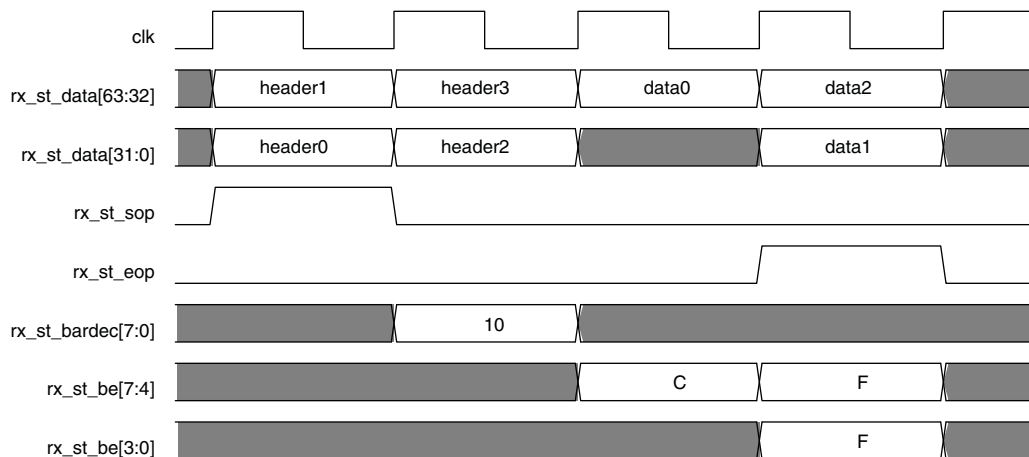 clk
rx_st_data[63:32] header1 header3 data0 data2
rx_st_data[31:0] header0 header2 data1
rx_st_sop
rx_st_eop
rx_st_bardec[7:0] 10
rx_st_be[7:4] C F
rx_st_be[3:0] F